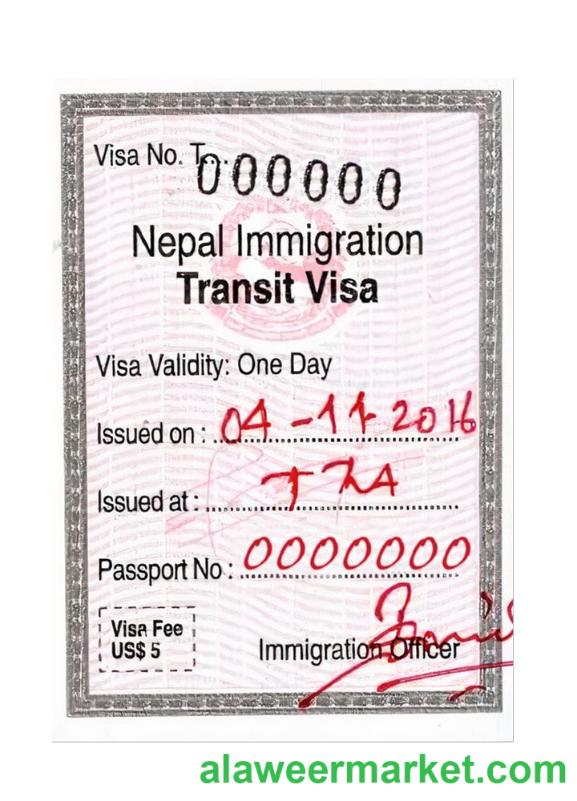 Visa No. T...
000000
Nepal Immigration
Transit Visa
Visa Validity: One Day
Issued on : 04-11 2016
Issued at : TIA
Passport No : 0000000
Visa Fee
US$ 5
Immigration Officer
alaweermarket.com